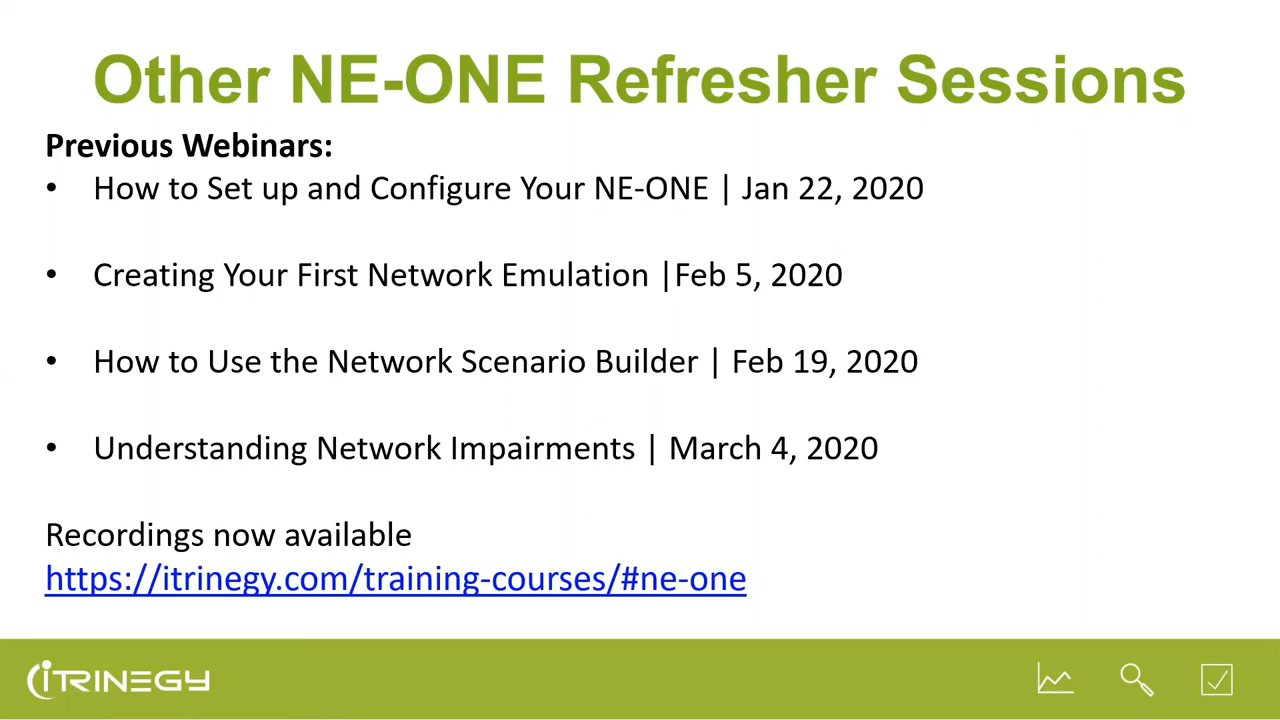 Other NE-ONE Refresher Sessions
Previous Webinars:
• How to Set up and Configure Your NE-ONE | Jan 22, 2020
• Creating Your First Network Emulation |Feb 5, 2020
• How to Use the Network Scenario Builder | Feb 19, 2020
• Understanding Network Impairments | March 4, 2020
Recordings now available
https://itrinegy.com/training-courses/#ne-one
iTRINEGY